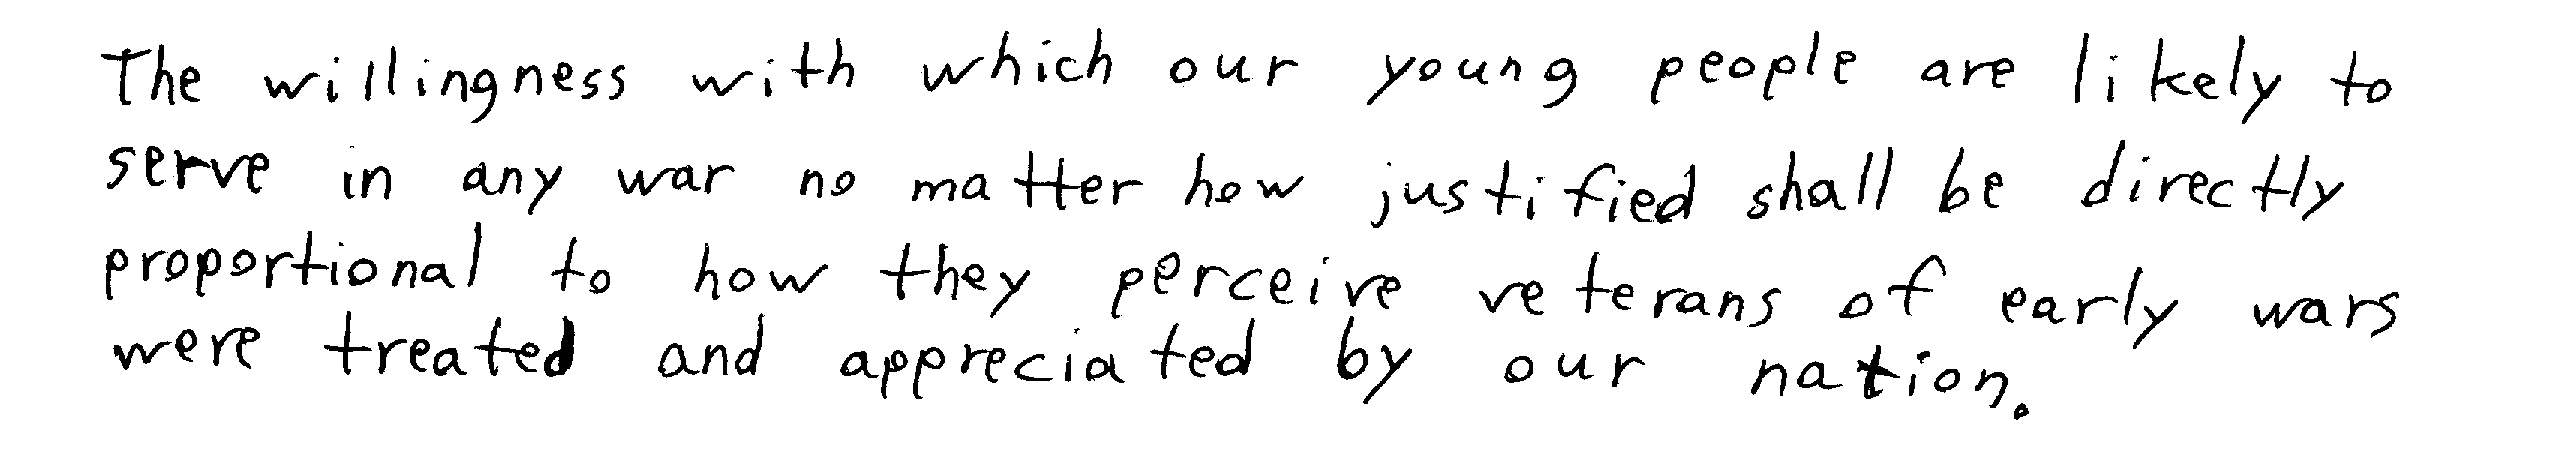 The willingness with which our young people are likely to
serve in any war no matter how justified shall be directly
proportional to how they perceive veterans of early wars
were treated and appreciated by our nation.